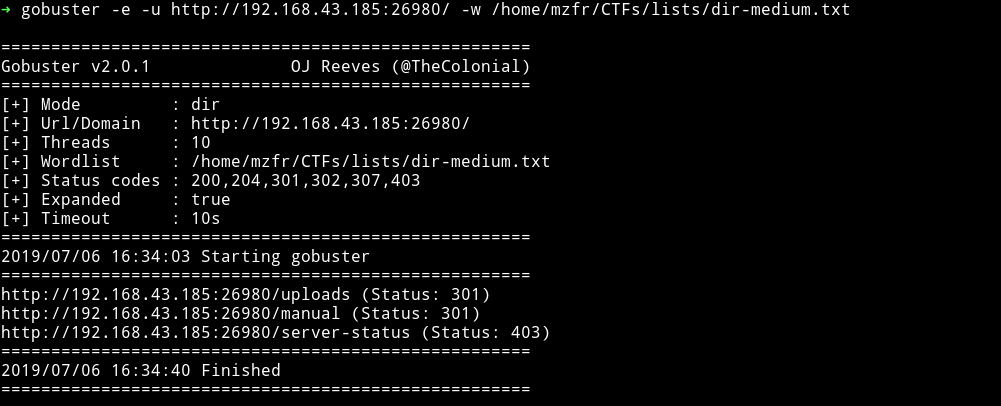 ➜ gobuster -e -u http://192.168.43.185:26980/ -w /home/mzfr/CTFs/lists/dir-medium.txt
=====================================================
Gobuster v2.0.1              OJ Reeves (@TheColonial)
=====================================================
[+] Mode         : dir
[+] Url/Domain   : http://192.168.43.185:26980/
[+] Threads      : 10
[+] Wordlist     : /home/mzfr/CTFs/lists/dir-medium.txt
[+] Status codes : 200,204,301,302,307,403
[+] Expanded     : true
[+] Timeout      : 10s
=====================================================
2019/07/06 16:34:03 Starting gobuster
=====================================================
http://192.168.43.185:26980/uploads (Status: 301)
http://192.168.43.185:26980/manual (Status: 301)
http://192.168.43.185:26980/server-status (Status: 403)
=====================================================
2019/07/06 16:34:40 Finished
=====================================================